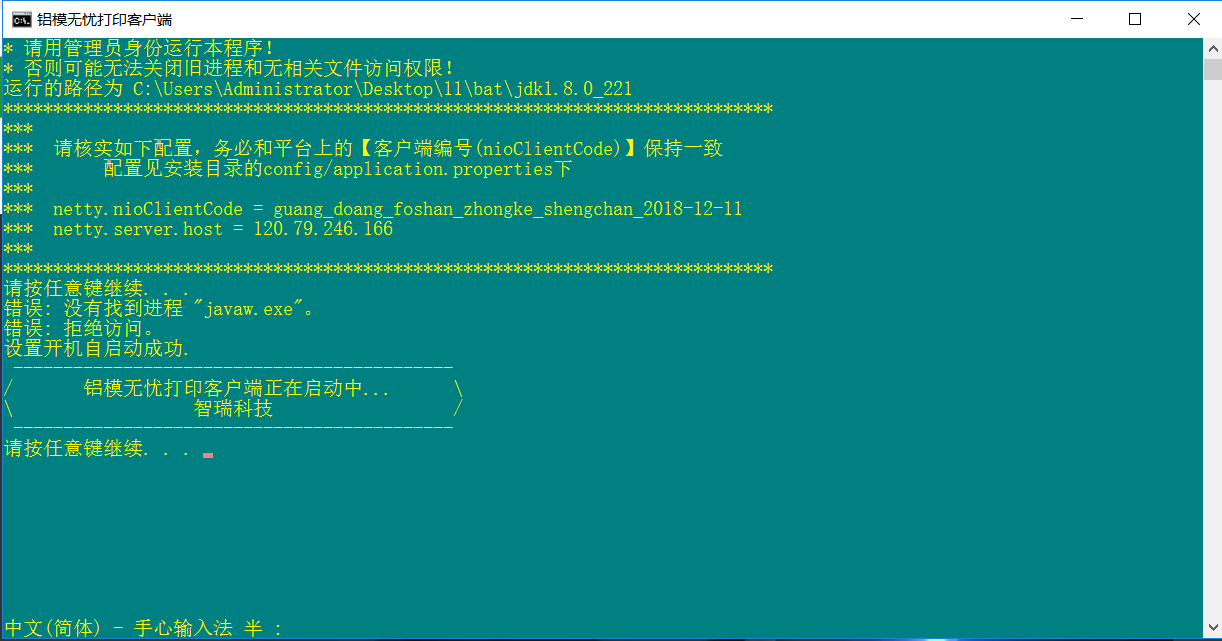 铝模无忧打印客户端
* 请用管理员身份运行本程序!
* 否则可能无法关闭旧进程和无相关文件访问权限!
运行的路径为 C:\Users\Administrator\Desktop\11\bat\jdk1.8.0_221
*****************************************************************************
***
*** 请核实如下配置，务必和平台上的【客户端编号(nioClientCode)】保持一致
*** 配置见安装目录的config/application.properties下
***
*** netty.nioClientCode = guang_doang_foshan_zhongke_shengchan_2018-12-11
*** netty.server.host = 120.79.246.166
***
*****************************************************************************
请按任意键继续. . .
错误: 没有找到进程 "javaw.exe"。
错误: 拒绝访问。
设置开机自启动成功.
--------------------------------------------
/ 铝模无忧打印客户端正在启动中... \
\ 智瑞科技 /
--------------------------------------------
请按任意键继续. . .
中文(简体) - 手心输入法 半 :